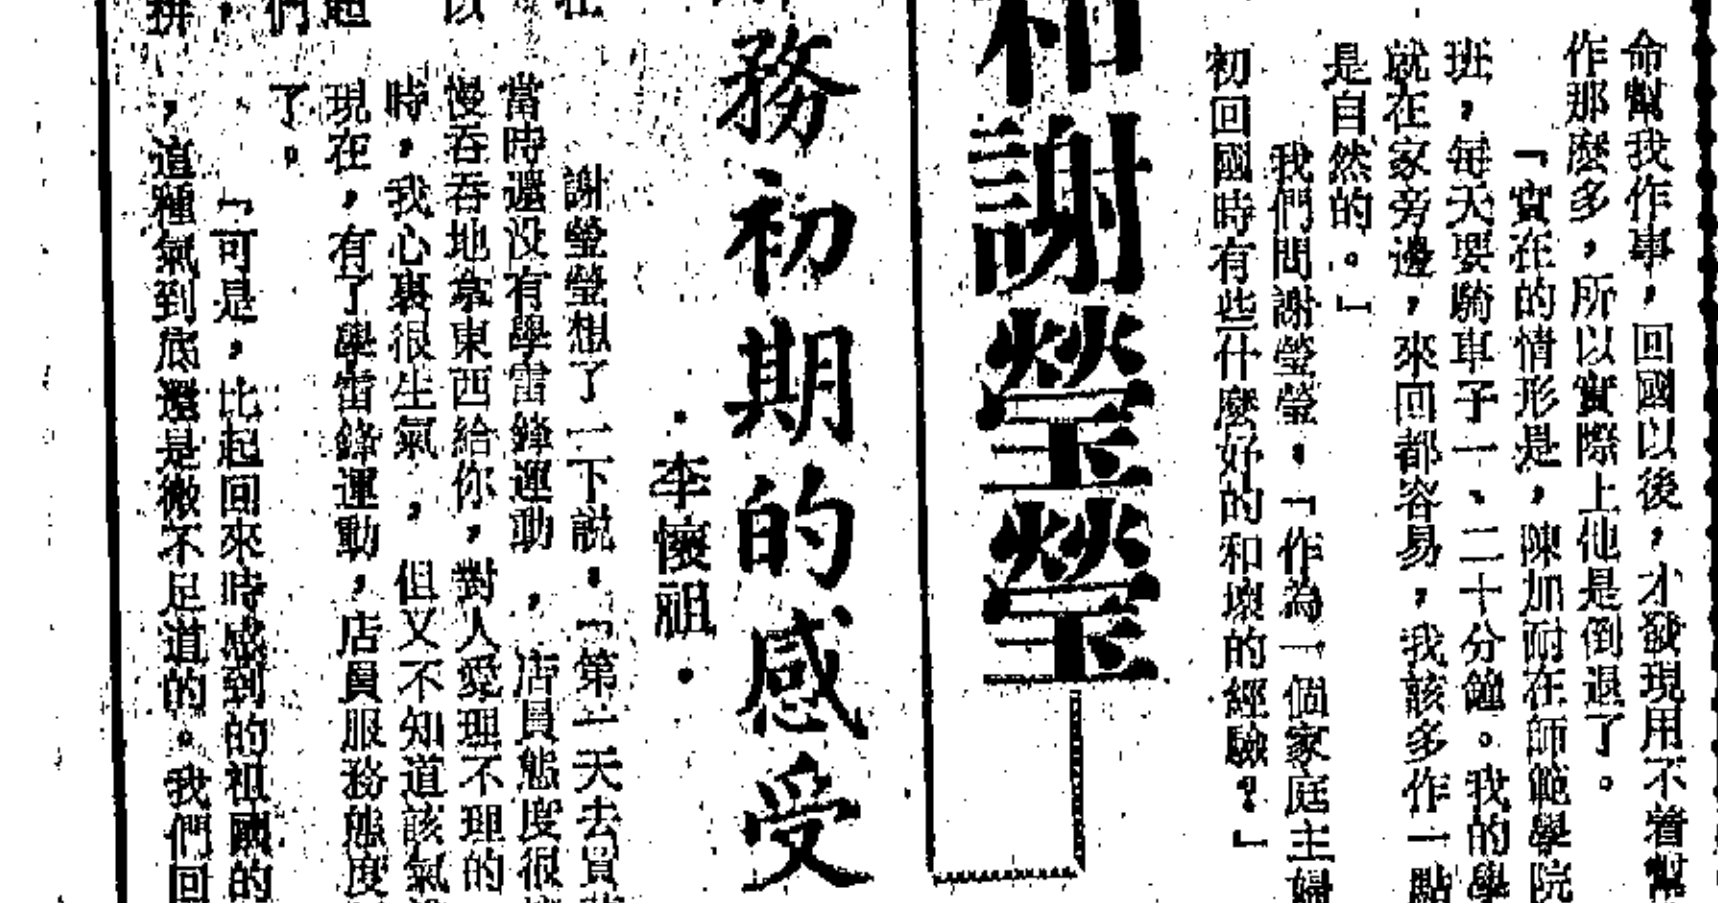 命幫我作事，回國以後，才發現用不着幫
作那麼多，所以實際上他是倒退了。
「實在的情形是，陳加耐在師範學院
班，每天要騎車子一、二十分鐘。我的學
就在家旁邊，來回都容易，我該多作一點
是自然的。」
我們問謝瑩瑩，「作為一個家庭主婦
初回國時有些什麼好的和壞的經驗？」
和謝瑩瑩
務初期的感受
·李懷祖·
謝瑩瑩想了一下說，「第一天去買
當時還没有學雷鋒運動，店員態度很
慢吞吞地拿東西給你，對人愛理不理的
時，我心裏很生氣，但又不知道該氣
現在，有了學雷鋒運動，店員服務態度
了。
「可是，比起回來時感到的祖國的
，這種氣到底還是微不足道的。我們回